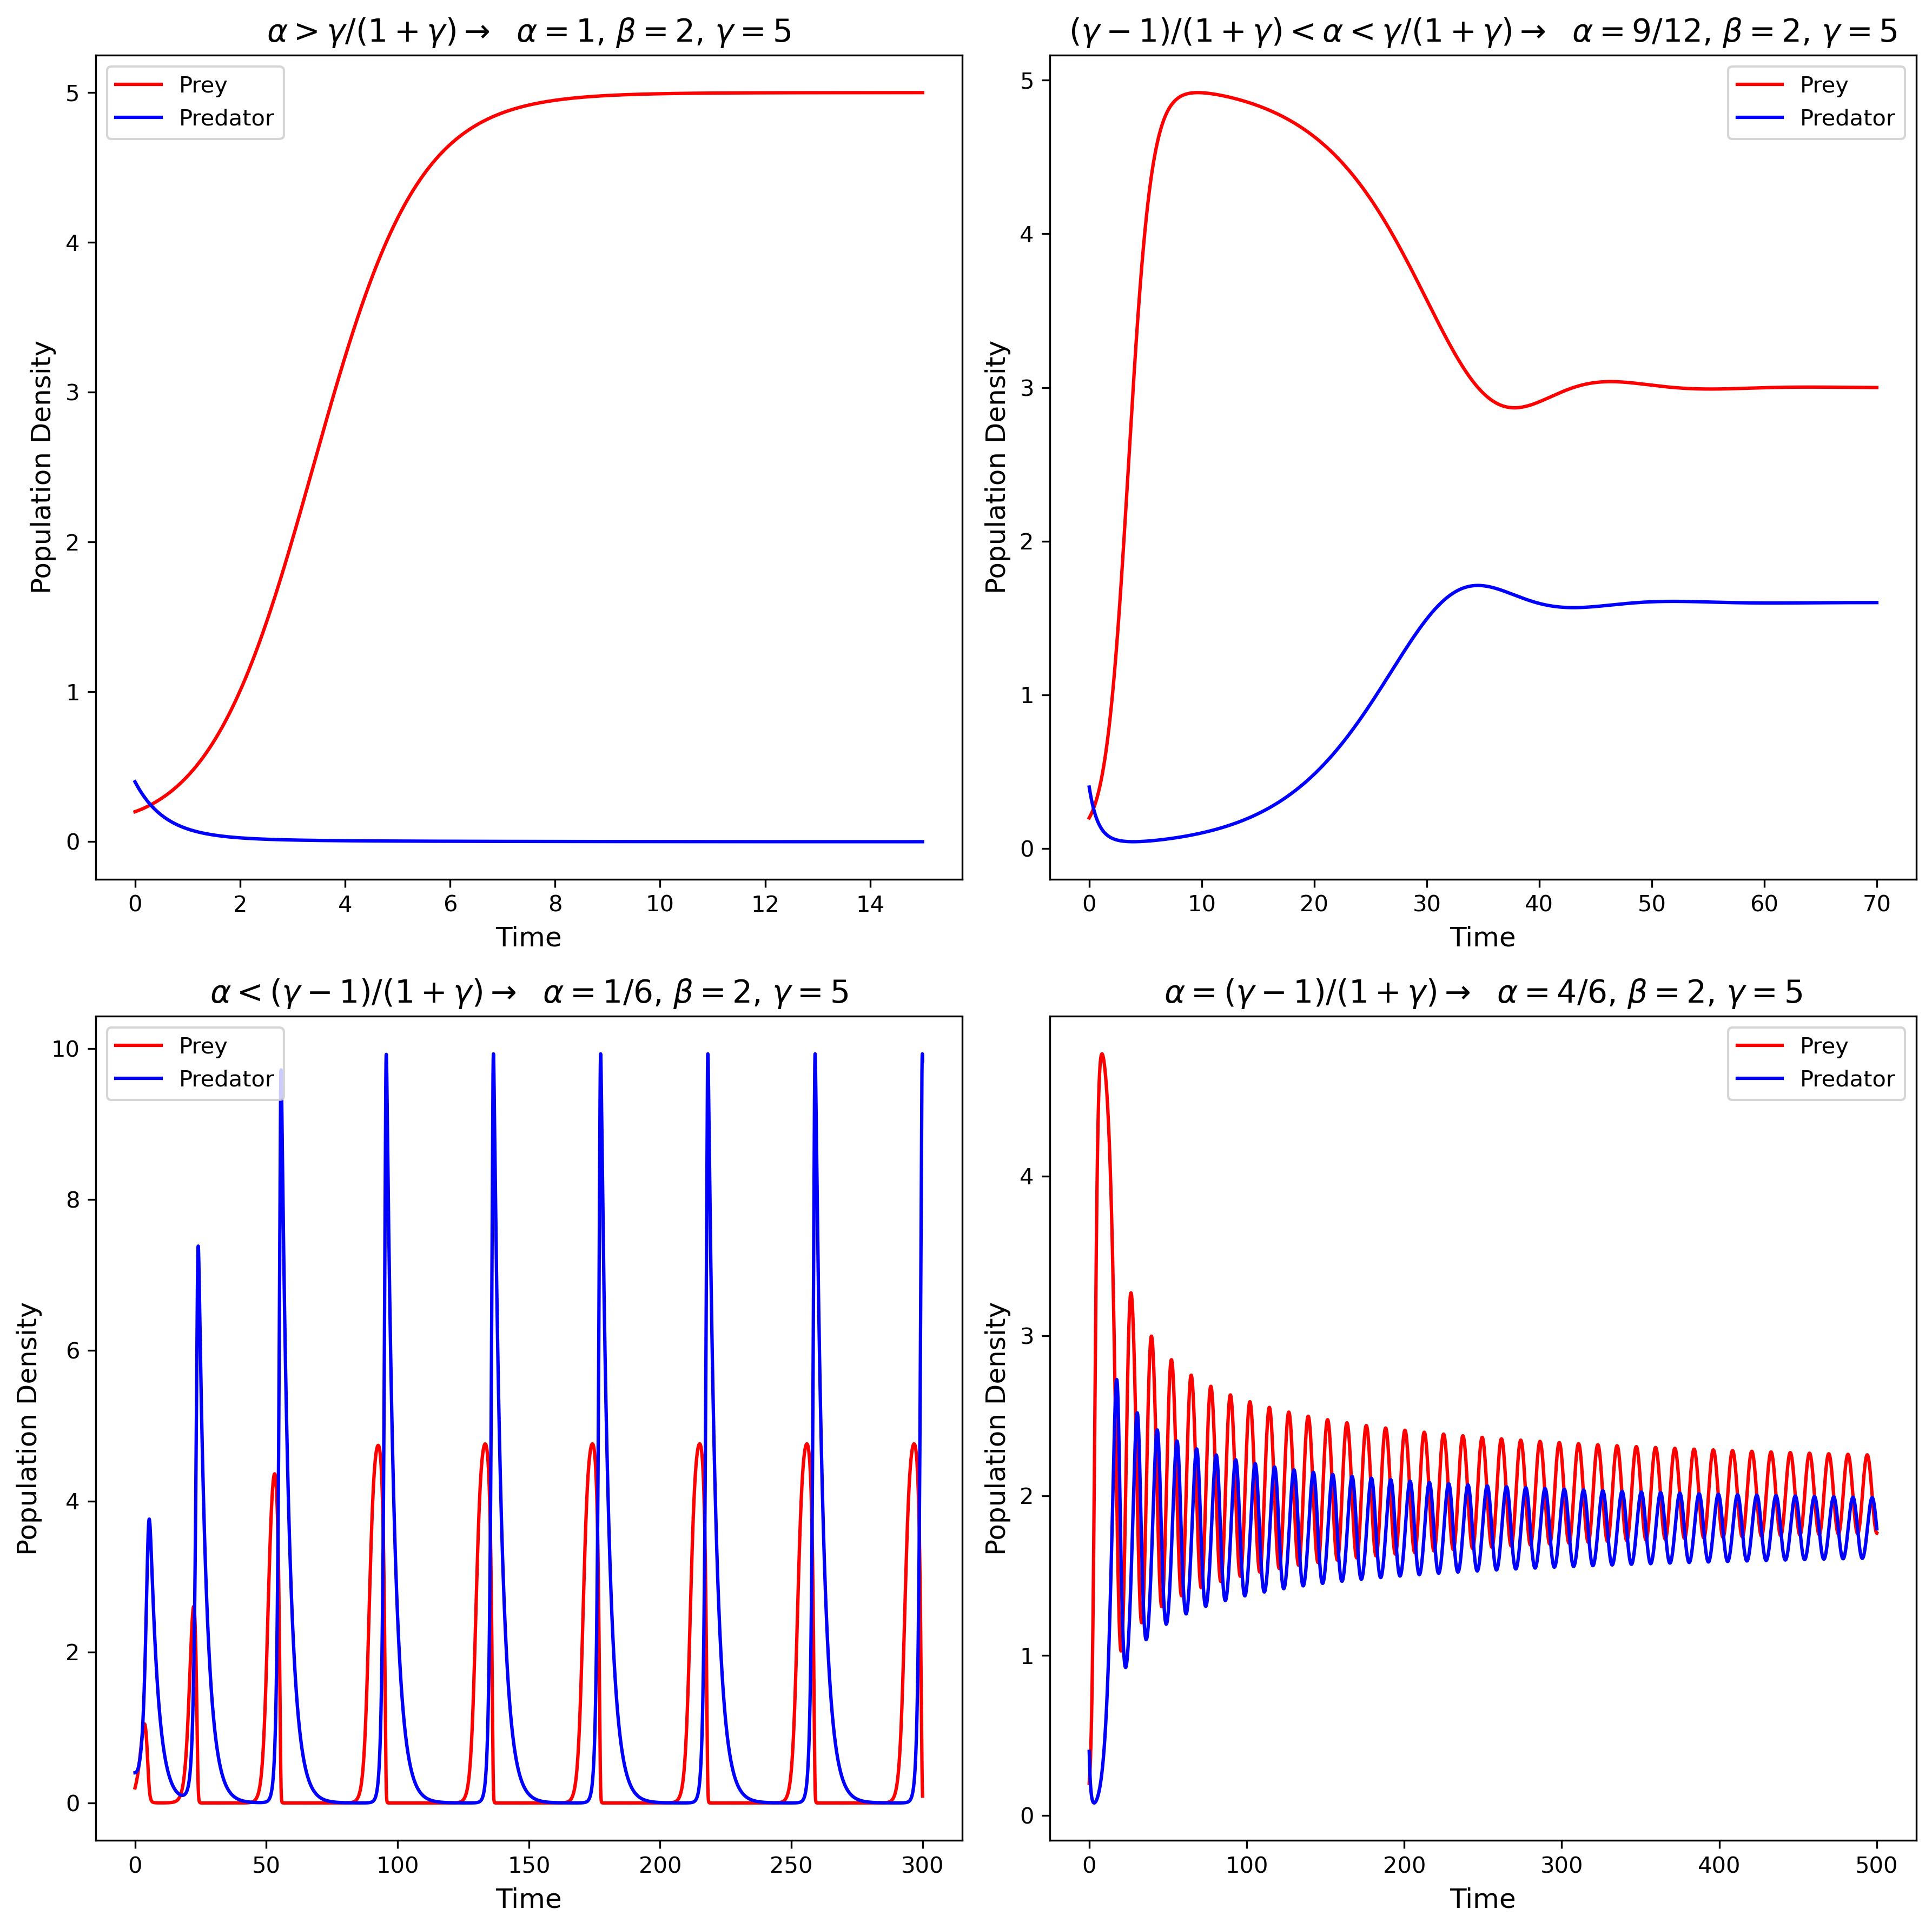 α > γ/(1 + γ) → α = 1, β = 2, γ = 5
Prey
Predator
Population Density
5
4
3
2
1
0
0 2 4 6 8 10 12 14
Time
(γ − 1)/(1 + γ) < α < γ/(1 + γ) → α = 9/12, β = 2, γ = 5
Prey
Predator
Population Density
5
4
3
2
1
0
0 10 20 30 40 50 60 70
Time
α < (γ − 1)/(1 + γ) → α = 1/6, β = 2, γ = 5
Prey
Predator
Population Density
10
8
6
4
2
0
0 50 100 150 200 250 300
Time
α = (γ − 1)/(1 + γ) → α = 4/6, β = 2, γ = 5
Prey
Predator
Population Density
4
3
2
1
0
0 100 200 300 400 500
Time